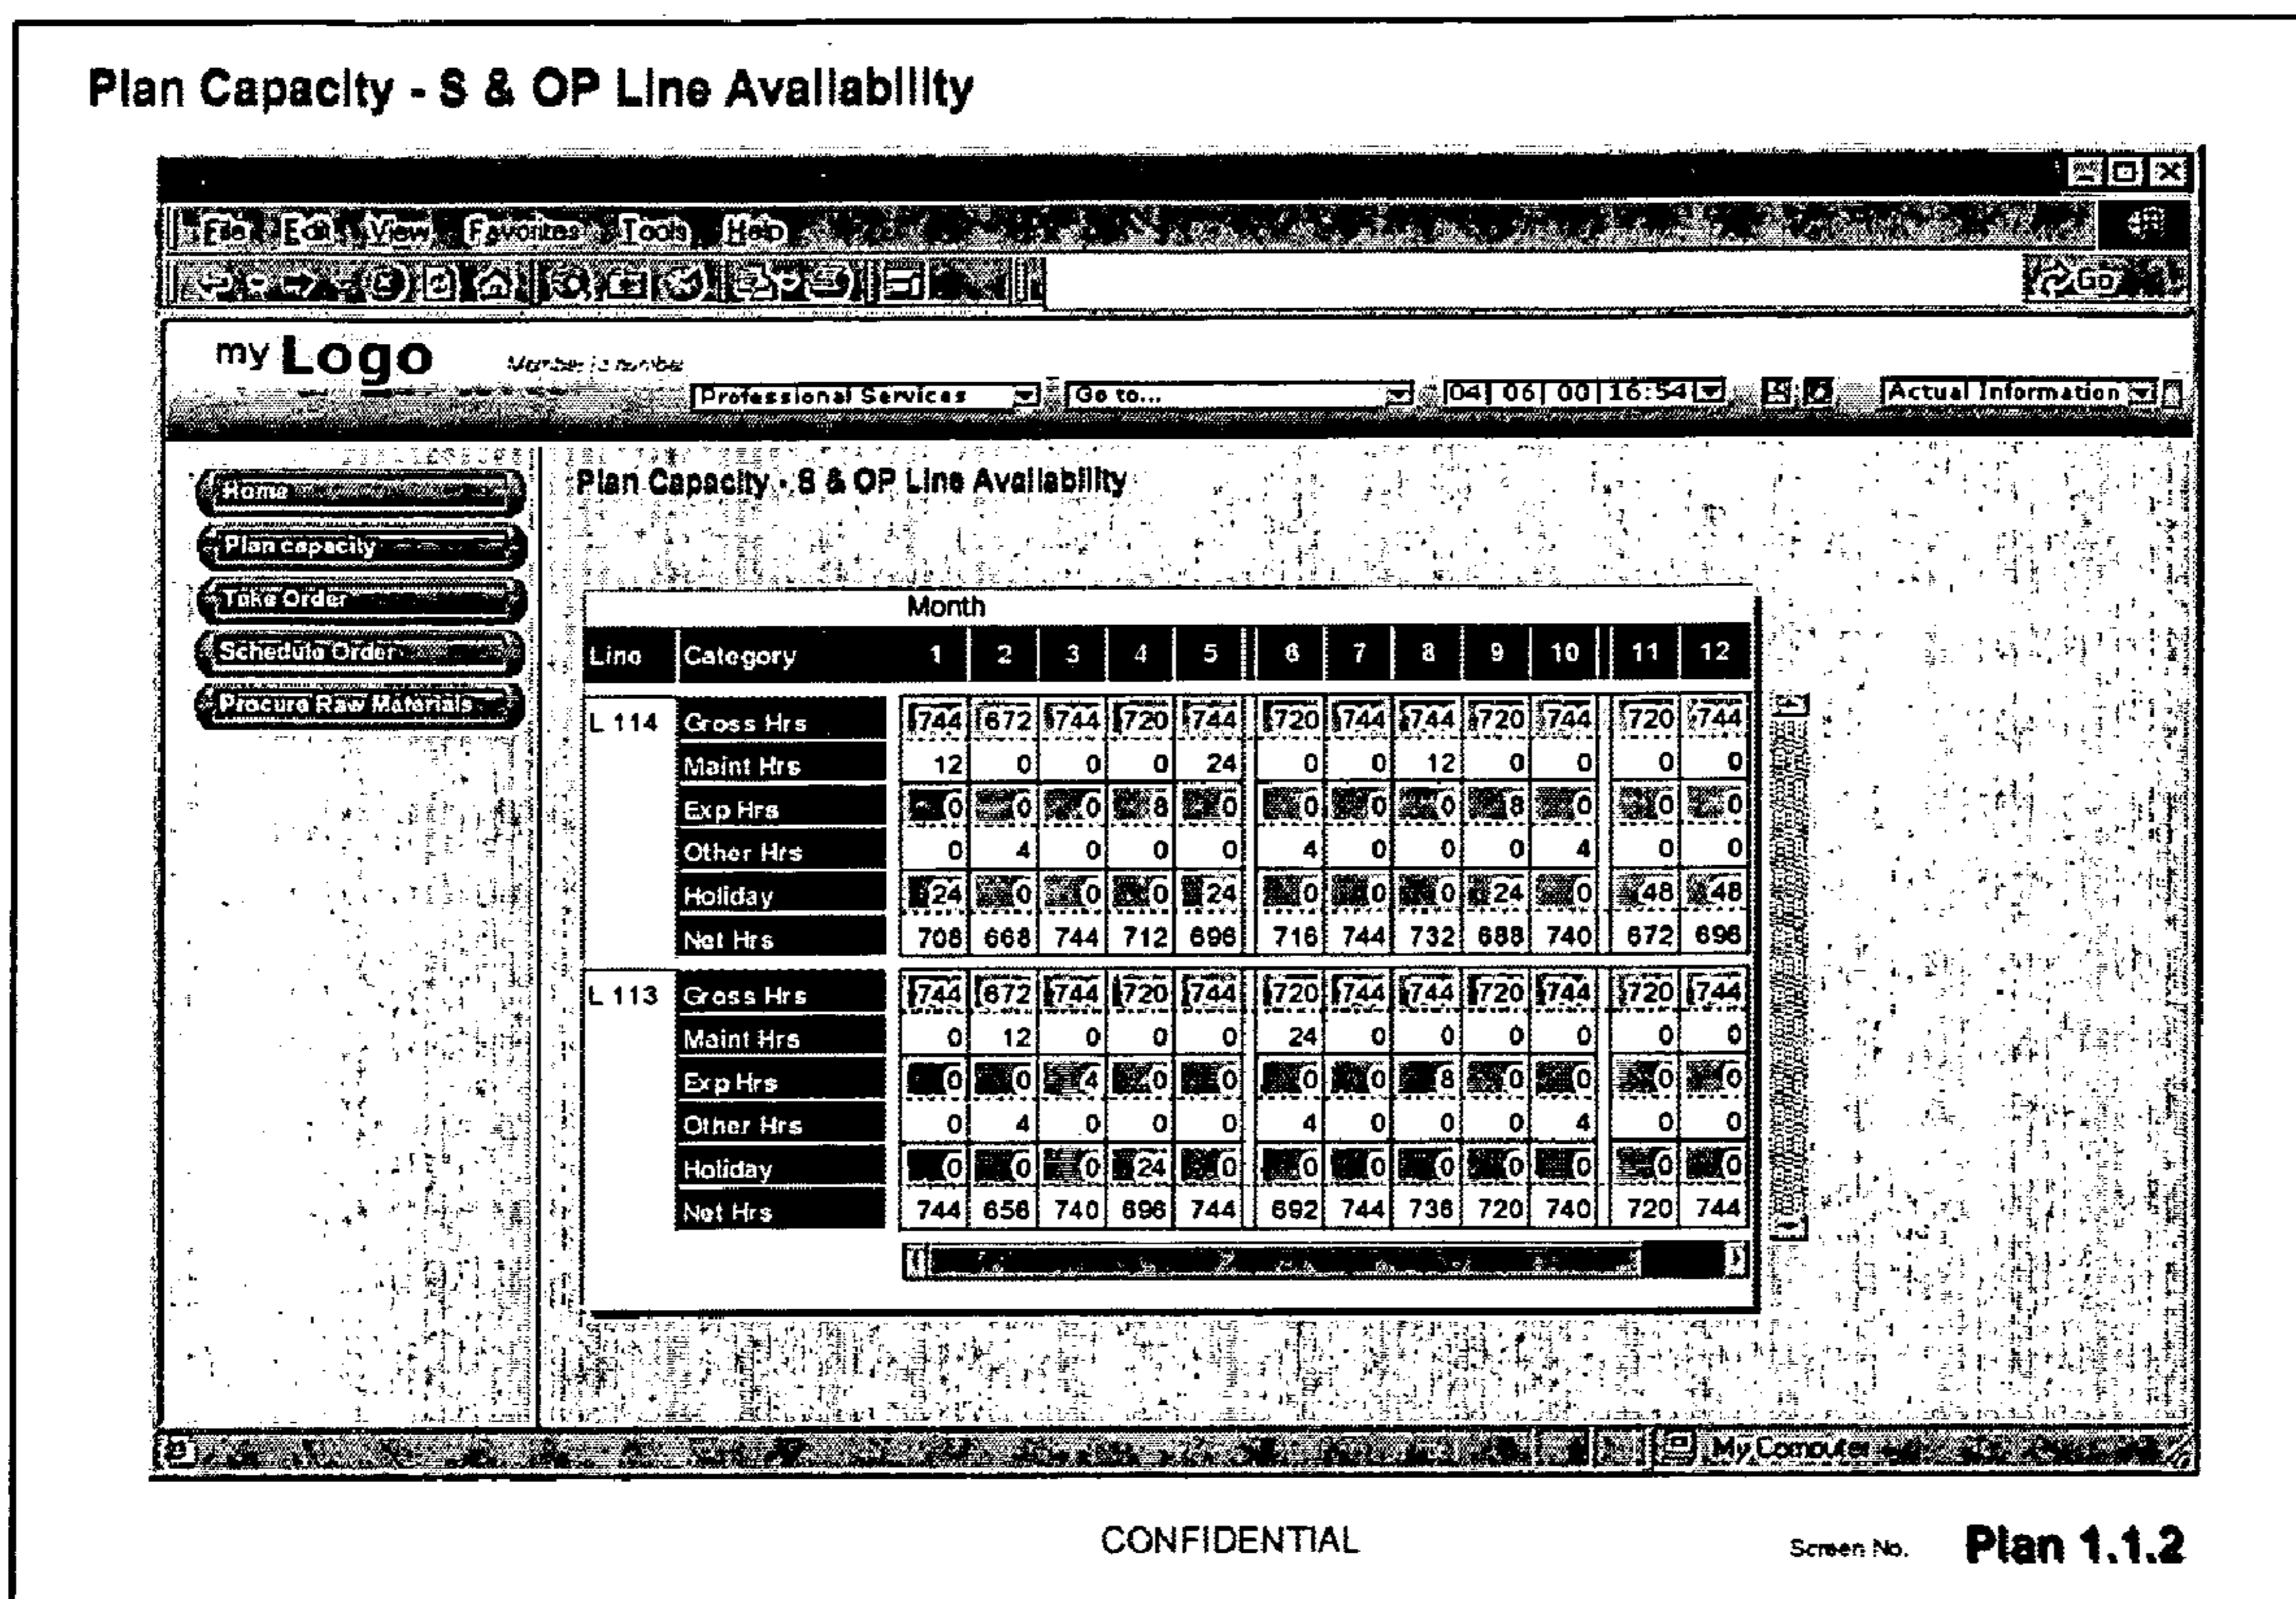 Plan Capacity - S & OP Line Availability
File Edit View Favorites Tools Help
Go
my Logo
Professional Services Go to... 04 06 00 16:54 Actual Information
Home
Plan capacity
Take Order
Schedule Order
Procure Raw Materials
Plan Capacity - S & OP Line Availability
Month
Line Category 1 2 3 4 5 6 7 8 9 10 11 12
L 114 Gross Hrs 744 672 744 720 744 720 744 744 720 744 720 744
Maint Hrs 12 0 0 0 24 0 0 12 0 0 0 0
Exp Hrs 0 0 0 8 0 0 0 0 8 0 0 0
Other Hrs 0 4 0 0 0 4 0 0 0 4 0 0
Holiday 24 0 0 0 24 0 0 0 24 0 48 48
Net Hrs 708 668 744 712 696 716 744 732 688 740 672 696
L 113 Gross Hrs 744 672 744 720 744 720 744 744 720 744 720 744
Maint Hrs 0 12 0 0 0 24 0 0 0 0 0 0
Exp Hrs 0 0 4 0 0 0 0 8 0 0 0 0
Other Hrs 0 4 0 0 0 4 0 0 0 4 0 0
Holiday 0 0 0 24 0 0 0 0 0 0 0 0
Net Hrs 744 656 740 696 744 692 744 736 720 740 720 744
My Computer
CONFIDENTIAL
Screen No. Plan 1.1.2